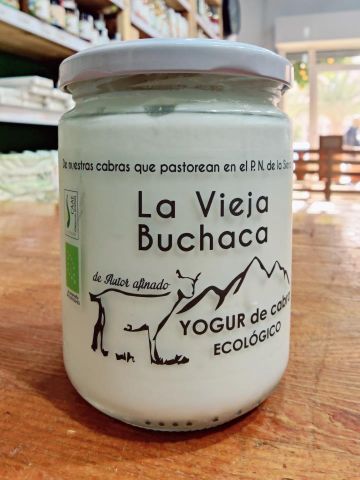 De nuestras cabras que pastorean en el P. N. de la
La Vieja
Buchaca
de Autor afinado
YOGUR de cabra
ECOLÓGICO
CAAE